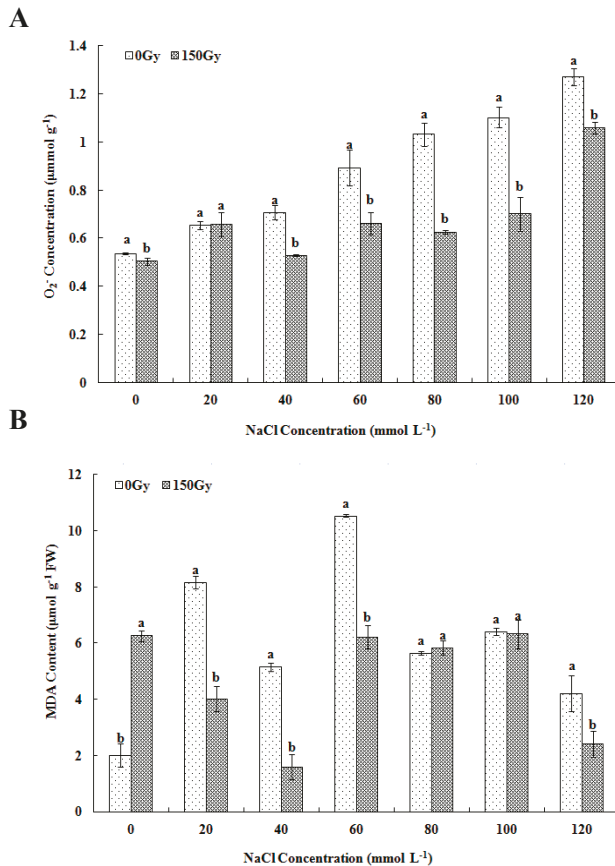 A
0Gy 150Gy
1.4
1.2
1
0.8
0.6
0.4
0.2
0
O₂·⁻ Concentration (μmmol g⁻¹)
a b
a a
a b
a b
a b
a b
a b
0 20 40 60 80 100 120
NaCl Concentration (mmol L⁻¹)
B
0Gy 150Gy
12
10
8
6
4
2
0
MDA Content (μmol g⁻¹ FW)
b a
a b
a b
a b
a a
a a
a b
0 20 40 60 80 100 120
NaCl Concentration (mmol L⁻¹)